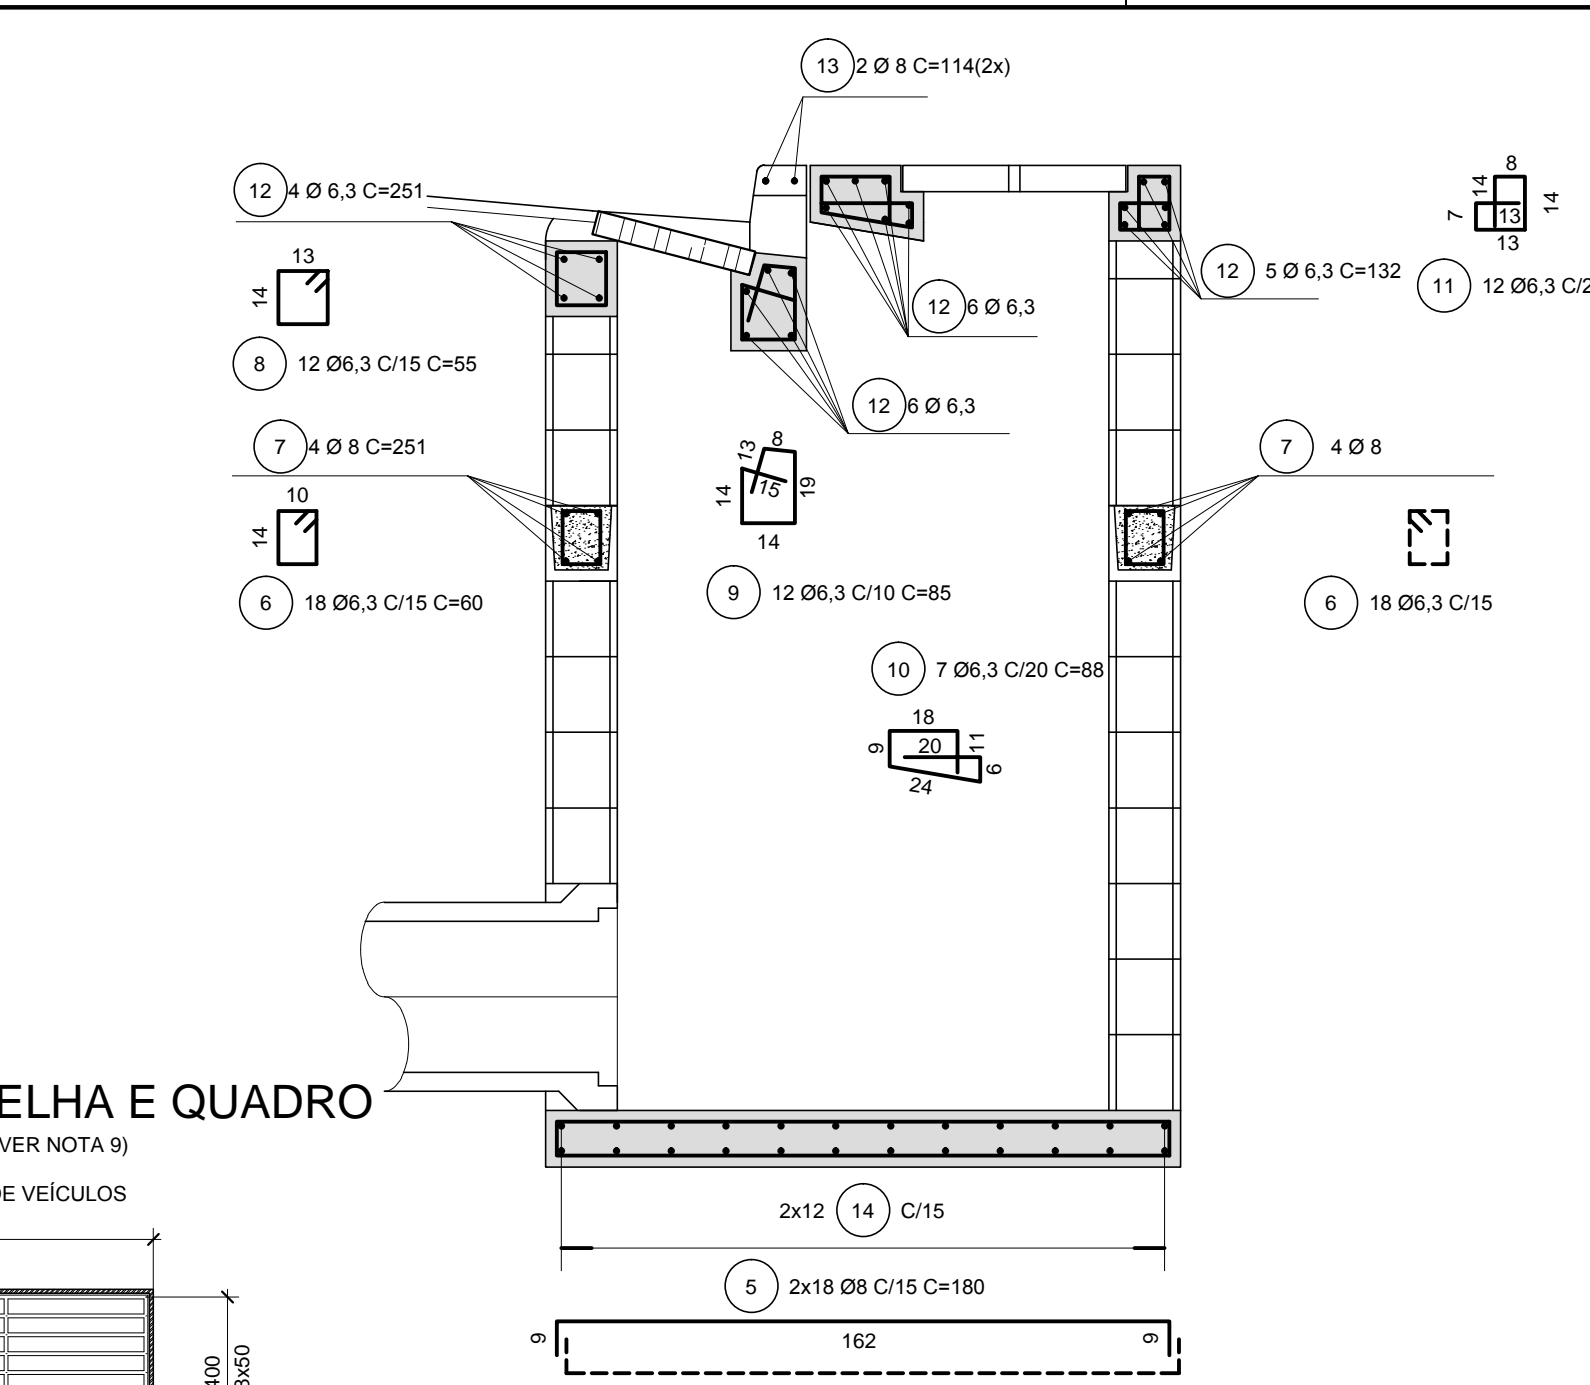 13 2 Ø 8 C=114(2x)
12 4 Ø 6,3 C=251
13
14
8 12 Ø6,3 C/15 C=55
7 4 Ø 8 C=251
10
14
6 18 Ø6,3 C/15 C=60
12 6 Ø 6,3
12 6 Ø 6,3
12 5 Ø 6,3 C=132
8
14
14
7
13
13
11 12 Ø6,3 C/2
7 4 Ø 8
6 18 Ø6,3 C/15
8
13
15
14
19
14
9 12 Ø6,3 C/10 C=85
10 7 Ø6,3 C/20 C=88
18
9
20
11
6
24
ELHA E QUADRO
VER NOTA 9)
DE VEÍCULOS
400
3x50
2x12 14 C/15
5 2x18 Ø8 C/15 C=180
9
162
9